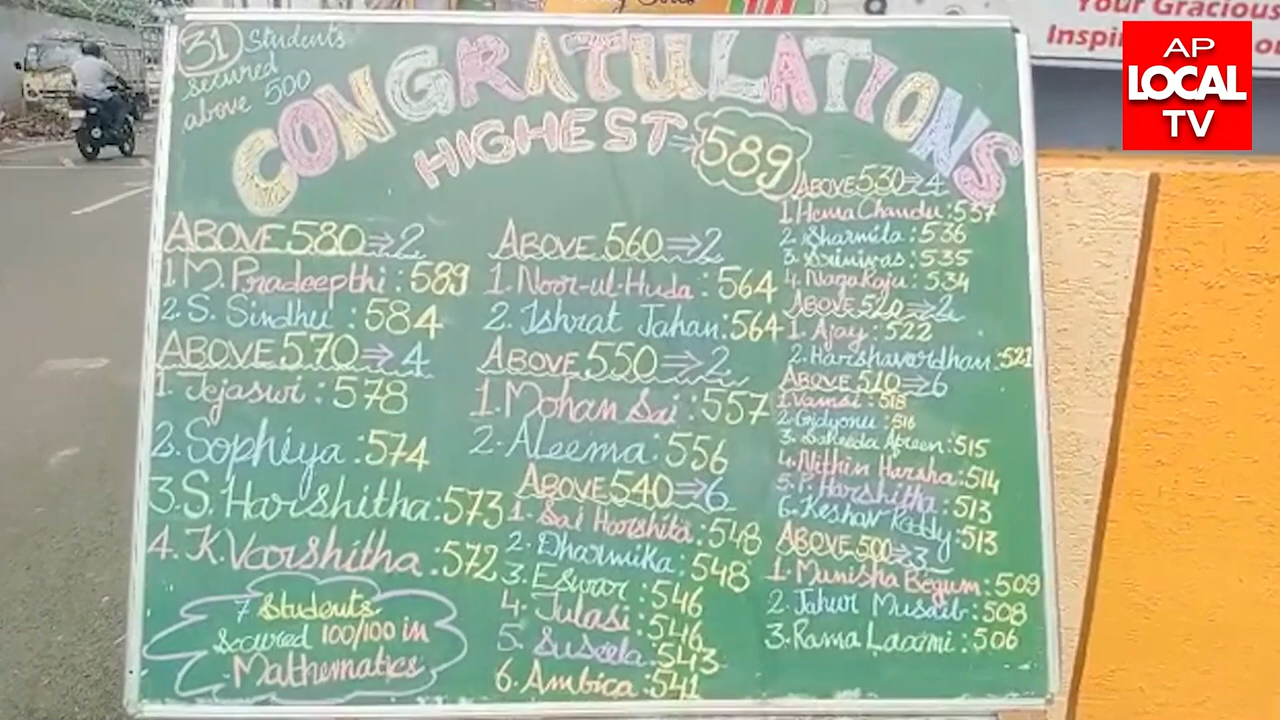 31 Students
secured
above 500
CONGRATULATIONS
HIGHEST⇒589
ABOVE 580⇒2
1. M. Pradeepthi : 589
2. S. Sindhu : 584
ABOVE 570⇒4
1. Tejaswi : 578
2. Sophiya : 574
3. S. Harshitha : 573
4. K. Varshitha : 572
7 Students
Secured 100/100 in
Mathematics
ABOVE 560⇒2
1. Noor-ul-Huda : 564
2. Ishrat Jahan : 564
ABOVE 550⇒2
1. Mohan Sai : 557
2. Aleema : 556
ABOVE 540⇒6
1. Sai Harshita : 548
2. Dharmika : 548
3. Eswar : 546
4. Tulasi : 546
5. Suseela : 543
6. Ambica : 541
ABOVE 530⇒4
1. Hema Chandu : 537
2. Sharmila : 536
3. Srinivas : 535
4. Naga Raju : 534
ABOVE 520⇒2
1. Ajay : 522
2. Harshavardhan : 521
ABOVE 510⇒6
1. Vamsi : 518
2. : 516
3. Afreen : 515
4. Nithin Harsha : 514
5. P. Harshitha : 513
6. Keshav Reddy : 513
ABOVE 500⇒3
1. Munisha Begum : 509
2. Jahur Musaib : 508
3. Rama Laxmi : 506
Your Gracious
AP
LOCAL
TV